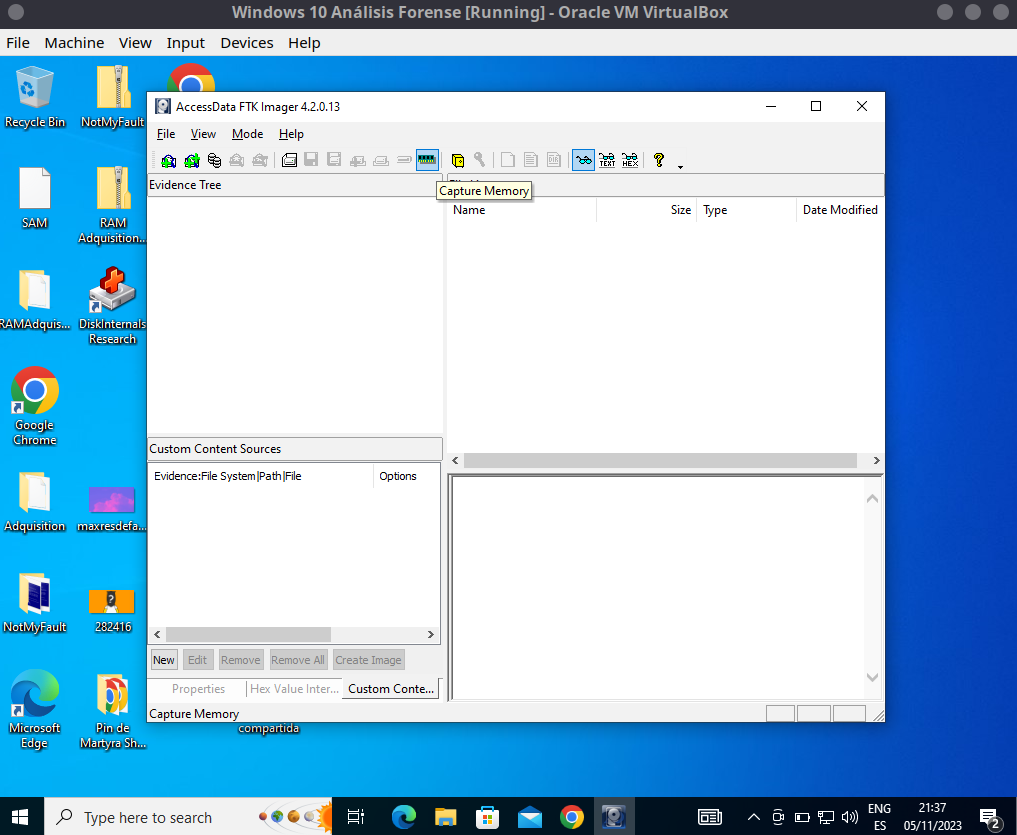 Windows 10 Análisis Forense [Running] - Oracle VM VirtualBox
File Machine View Input Devices Help
Recycle Bin
NotMyFault
SAM
RAM
Adquisition...
RAMAdquis...
DiskInternals
Research
Google
Chrome
Adquisition
maxresdefa...
NotMyFault
282416
Microsoft
Edge
Pin de
Martyra Sh...
compartida
AccessData FTK Imager 4.2.0.13
File View Mode Help
TEXT HEX
Evidence Tree
Capture Memory
Name Size Type Date Modified
Custom Content Sources
Evidence:File System|Path|File Options
New Edit Remove Remove All Create Image
Properties Hex Value Inter... Custom Conte...
Capture Memory
Type here to search
ENG
ES
21:37
05/11/2023
2